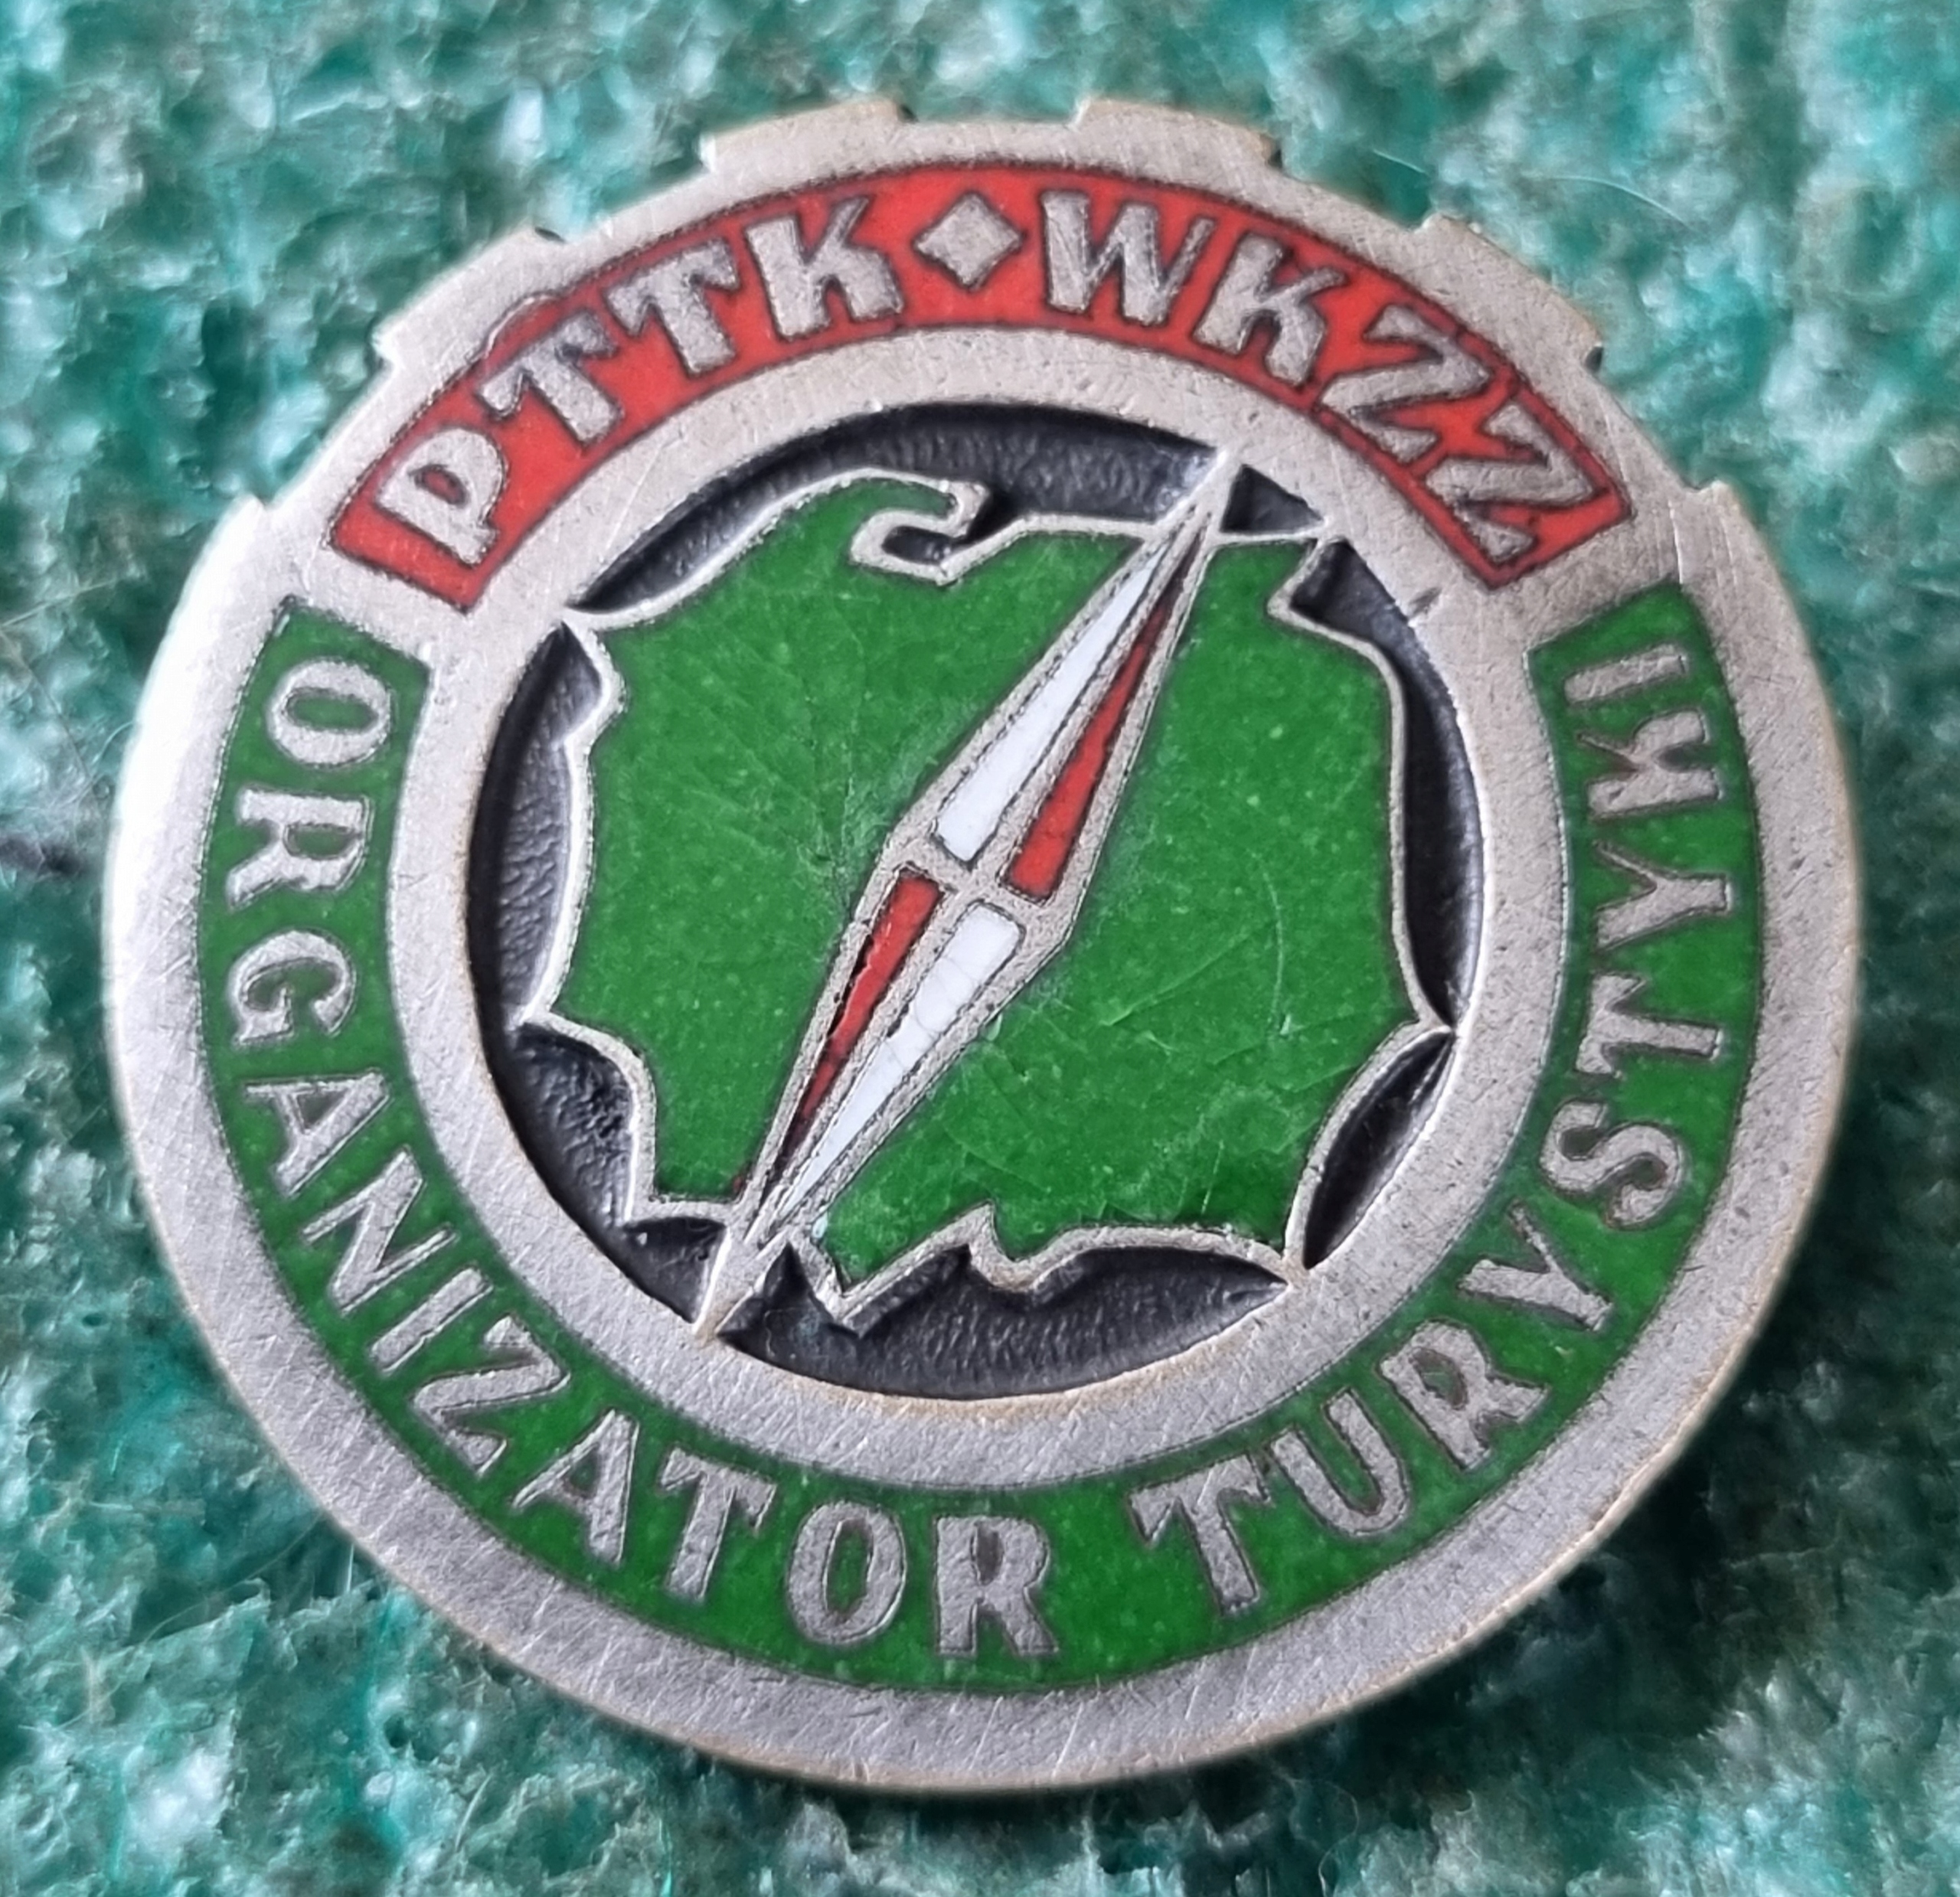 PTTK ◆ WKZZ
ORGANIZATOR TURYSTYKI